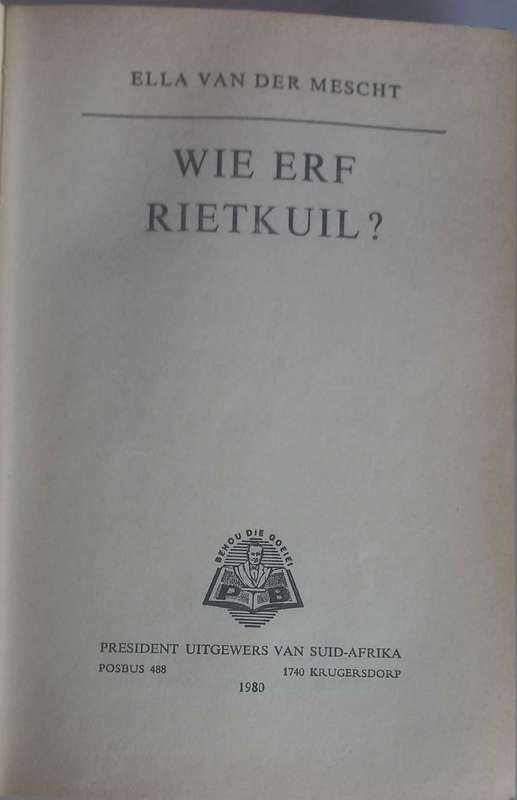 ELLA VAN DER MESCHT
WIE ERF
RIETKUIL?
BEHOU DIE GOEIE!
P B
PRESIDENT UITGEWERS VAN SUID-AFRIKA
POSBUS 488 1740 KRUGERSDORP
1980